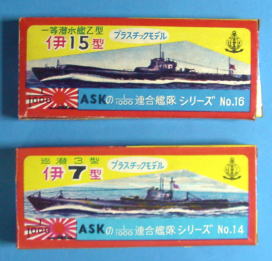 一等潜水艦乙型
伊15型
プラスチックモデル
1000
ASKの1/1000連合艦隊シリーズ No.16
巡潜3型
伊7型
プラスチックモデル
1000
ASKの1/1000連合艦隊シリーズ No.14